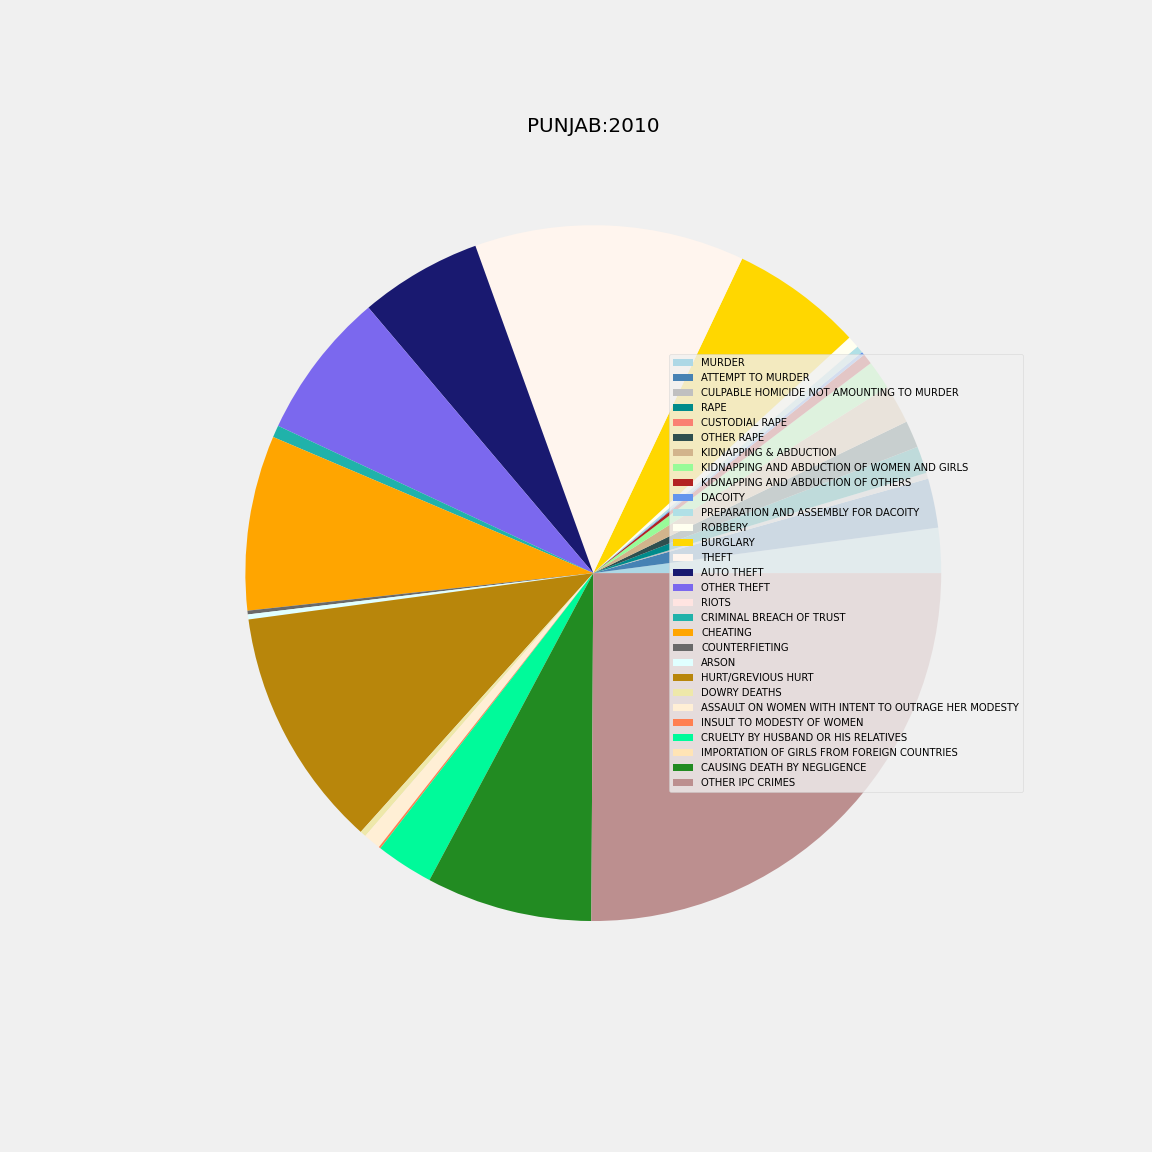 PUNJAB:2010
MURDER
ATTEMPT TO MURDER
CULPABLE HOMICIDE NOT AMOUNTING TO MURDER
RAPE
CUSTODIAL RAPE
OTHER RAPE
KIDNAPPING & ABDUCTION
KIDNAPPING AND ABDUCTION OF WOMEN AND GIRLS
KIDNAPPING AND ABDUCTION OF OTHERS
DACOITY
PREPARATION AND ASSEMBLY FOR DACOITY
ROBBERY
BURGLARY
THEFT
AUTO THEFT
OTHER THEFT
RIOTS
CRIMINAL BREACH OF TRUST
CHEATING
COUNTERFIETING
ARSON
HURT/GREVIOUS HURT
DOWRY DEATHS
ASSAULT ON WOMEN WITH INTENT TO OUTRAGE HER MODESTY
INSULT TO MODESTY OF WOMEN
CRUELTY BY HUSBAND OR HIS RELATIVES
IMPORTATION OF GIRLS FROM FOREIGN COUNTRIES
CAUSING DEATH BY NEGLIGENCE
OTHER IPC CRIMES